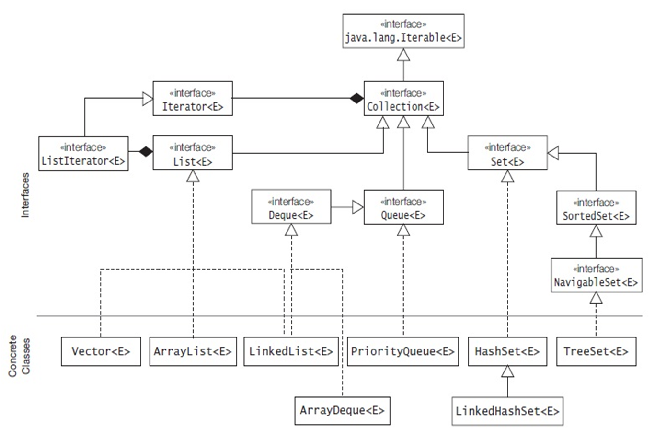 «interface»
java.lang.Iterable<E>
«interface»
Iterator<E>
«interface»
Collection<E>
«interface»
ListIterator<E>
«interface»
List<E>
«interface»
Set<E>
«interface»
Deque<E>
«interface»
Queue<E>
«interface»
SortedSet<E>
«interface»
NavigableSet<E>
Interfaces
Concrete
Classes
Vector<E>
ArrayList<E>
LinkedList<E>
PriorityQueue<E>
HashSet<E>
TreeSet<E>
ArrayDeque<E>
LinkedHashSet<E>